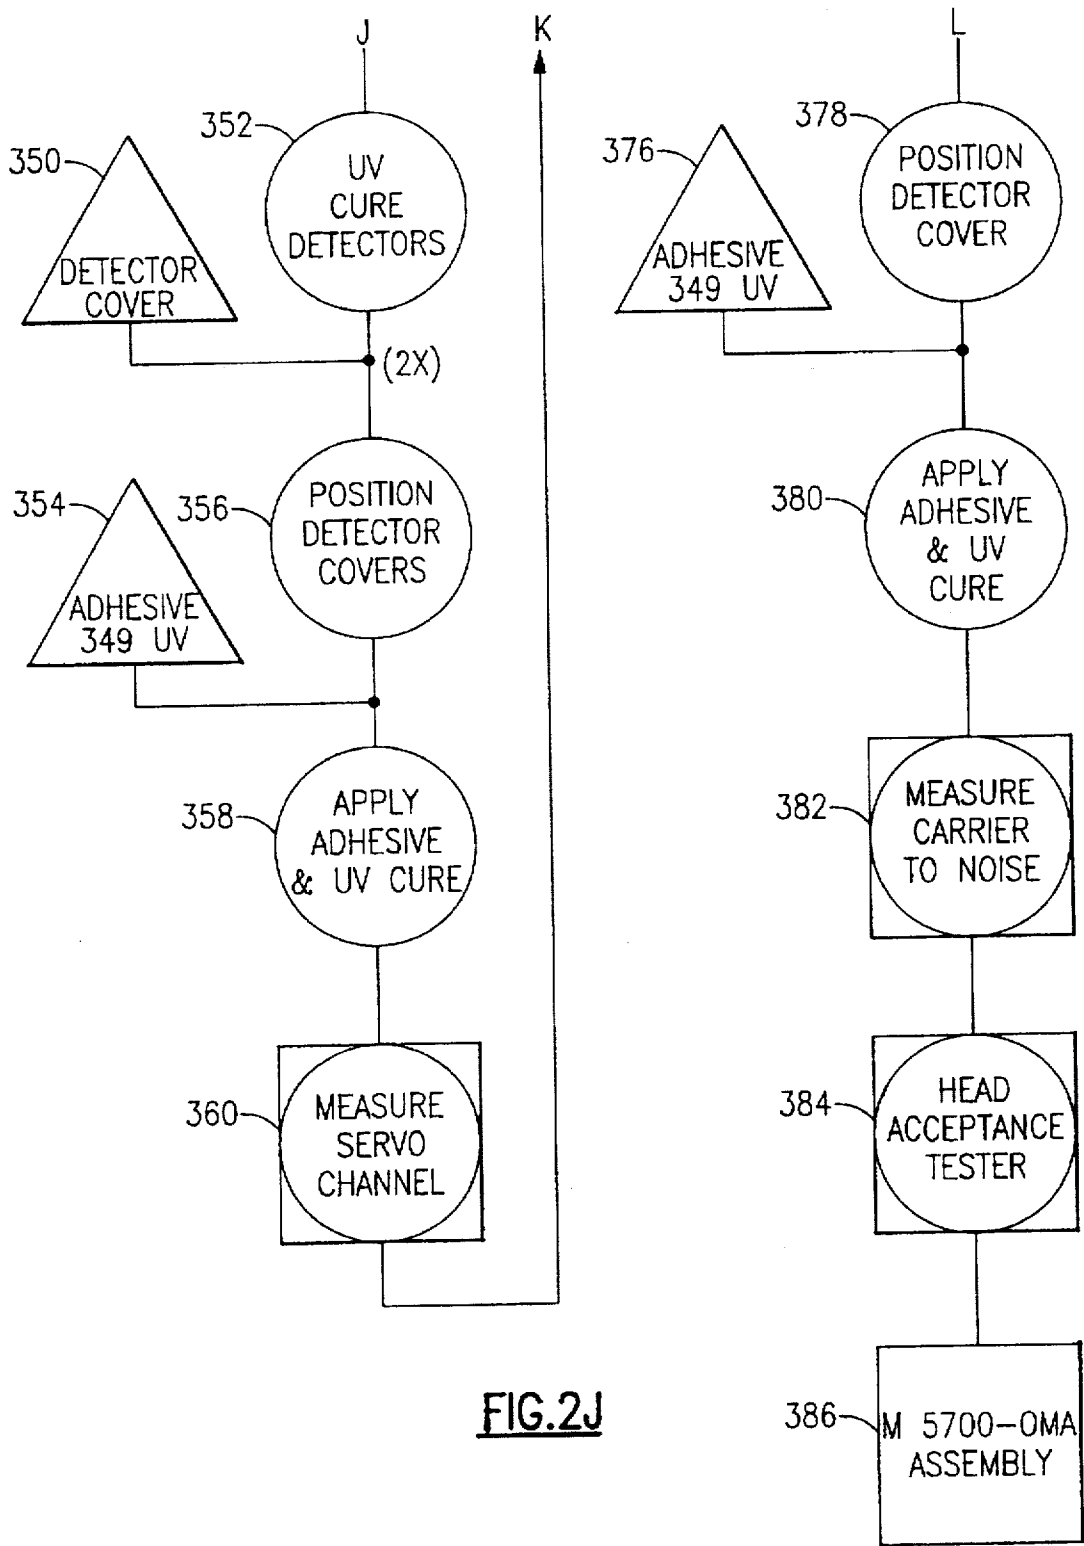 J
K
L
352
UV
CURE
DETECTORS
350
DETECTOR
COVER
(2X)
354
ADHESIVE
349 UV
356
POSITION
DETECTOR
COVERS
358
APPLY
ADHESIVE
& UV CURE
360
MEASURE
SERVO
CHANNEL
378
POSITION
DETECTOR
COVER
376
ADHESIVE
349 UV
380
APPLY
ADHESIVE
& UV
CURE
382
MEASURE
CARRIER
TO NOISE
384
HEAD
ACCEPTANCE
TESTER
386
M 5700-OMA
ASSEMBLY
FIG.2J